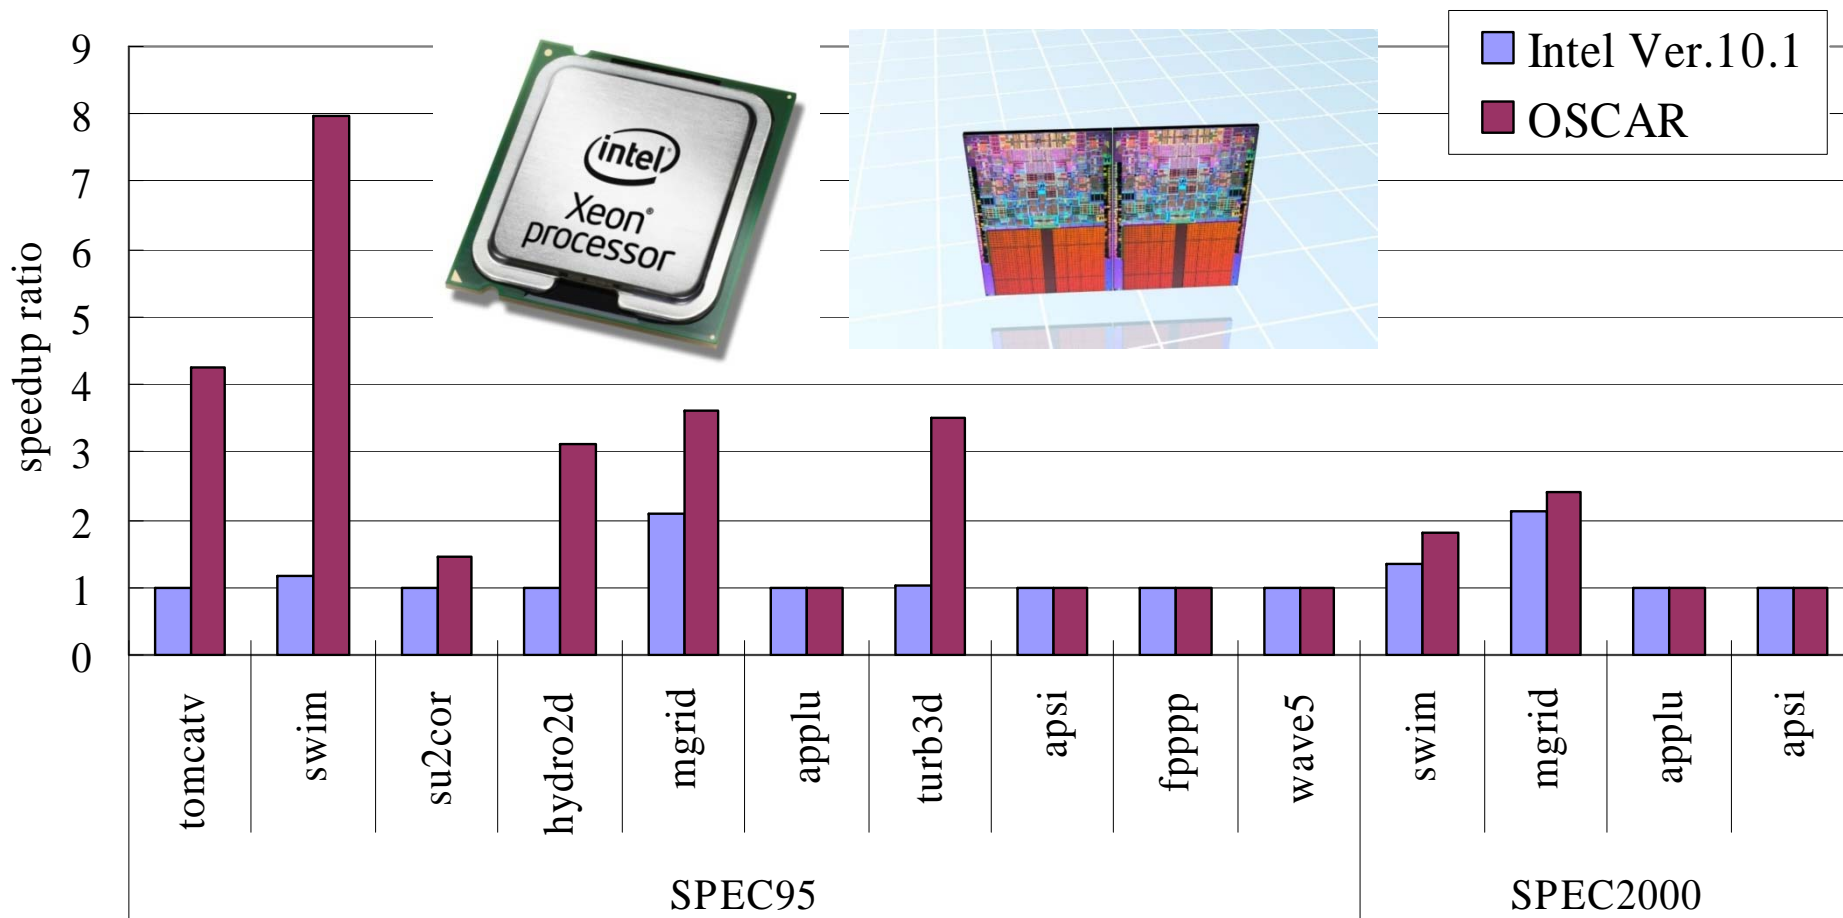 Intel Ver.10.1
OSCAR
speedup ratio
9
8
7
6
5
4
3
2
1
0
intel
Xeon®
processor
tomcatv
swim
su2cor
hydro2d
mgrid
applu
turb3d
apsi
fpppp
wave5
swim
mgrid
applu
apsi
SPEC95
SPEC2000